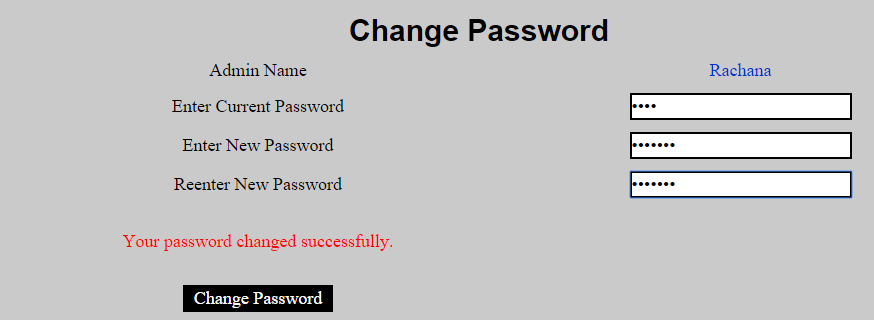 Change Password
Admin Name Rachana
Enter Current Password ••••
Enter New Password •••••••
Reenter New Password •••••••
Your password changed successfully.
Change Password